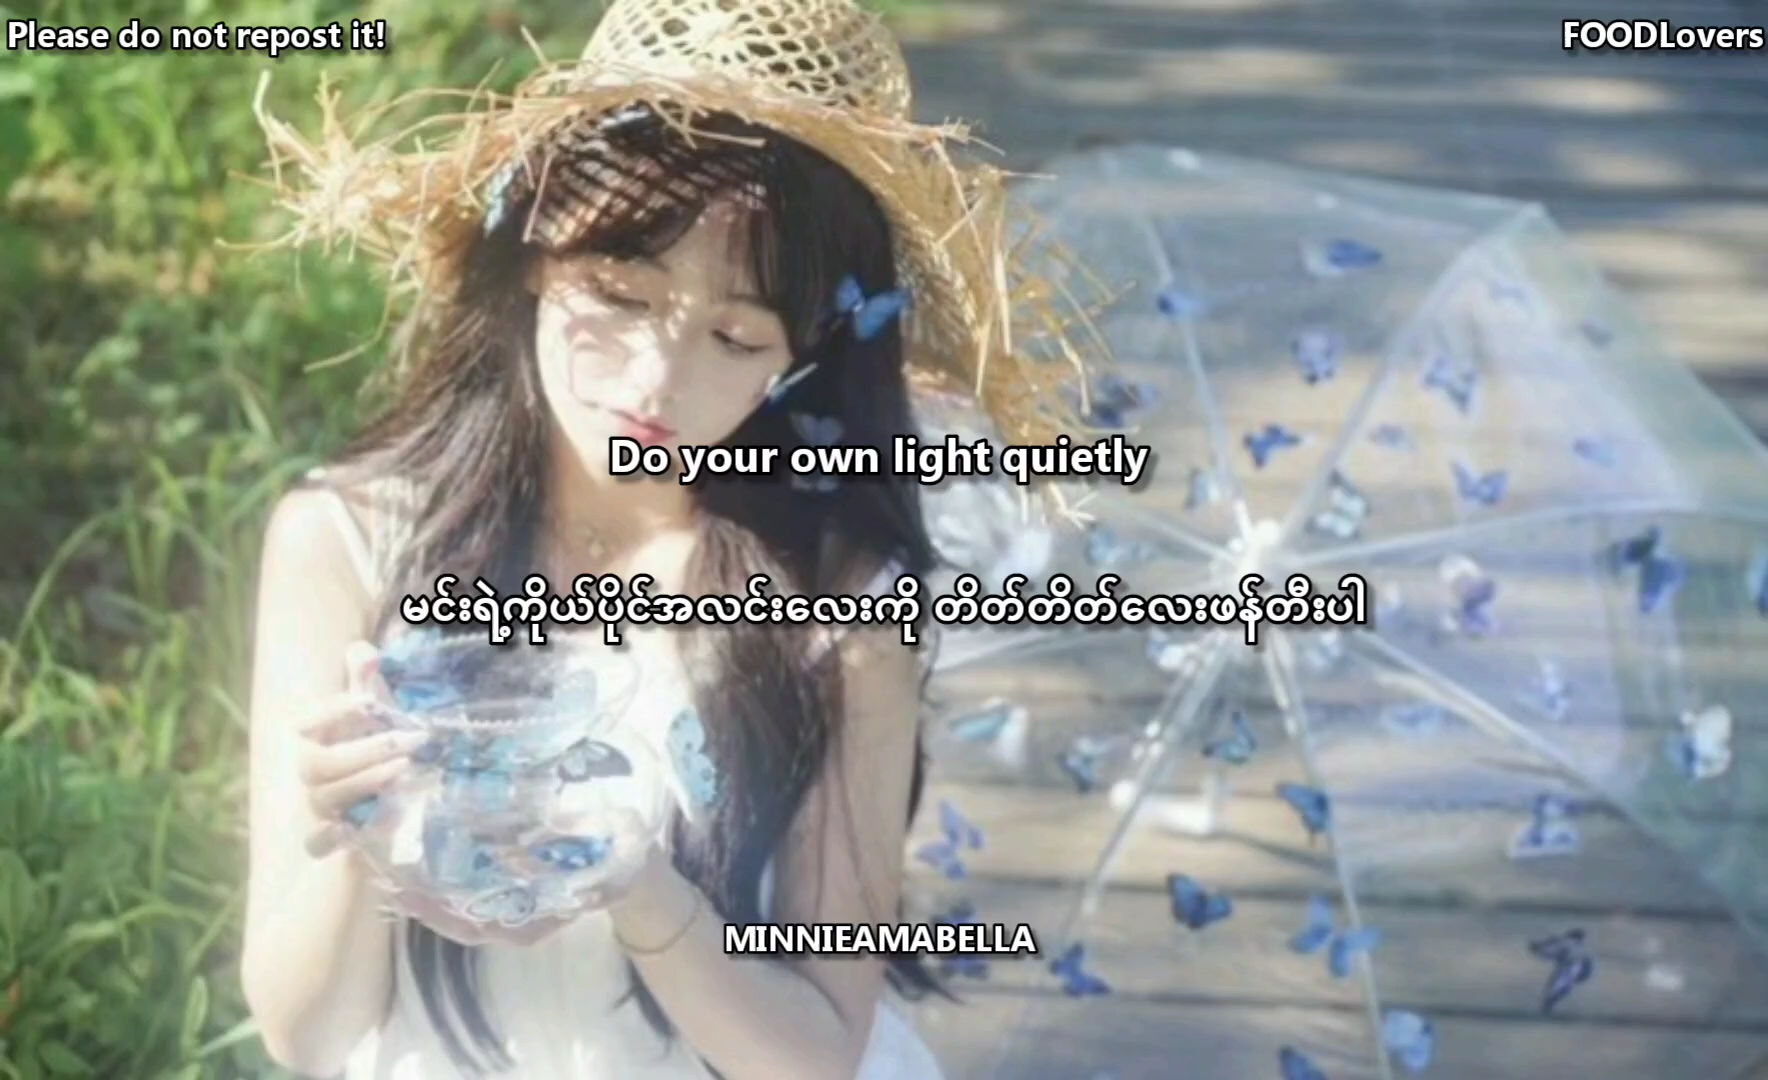 Please do not repost it!
FOODLovers
Do your own light quietly
မင်းရဲ့ကိုယ်ပိုင်အလင်းလေးကို တိတ်တိတ်လေးဖန်တီးပါ
MINNIEAMABELLA